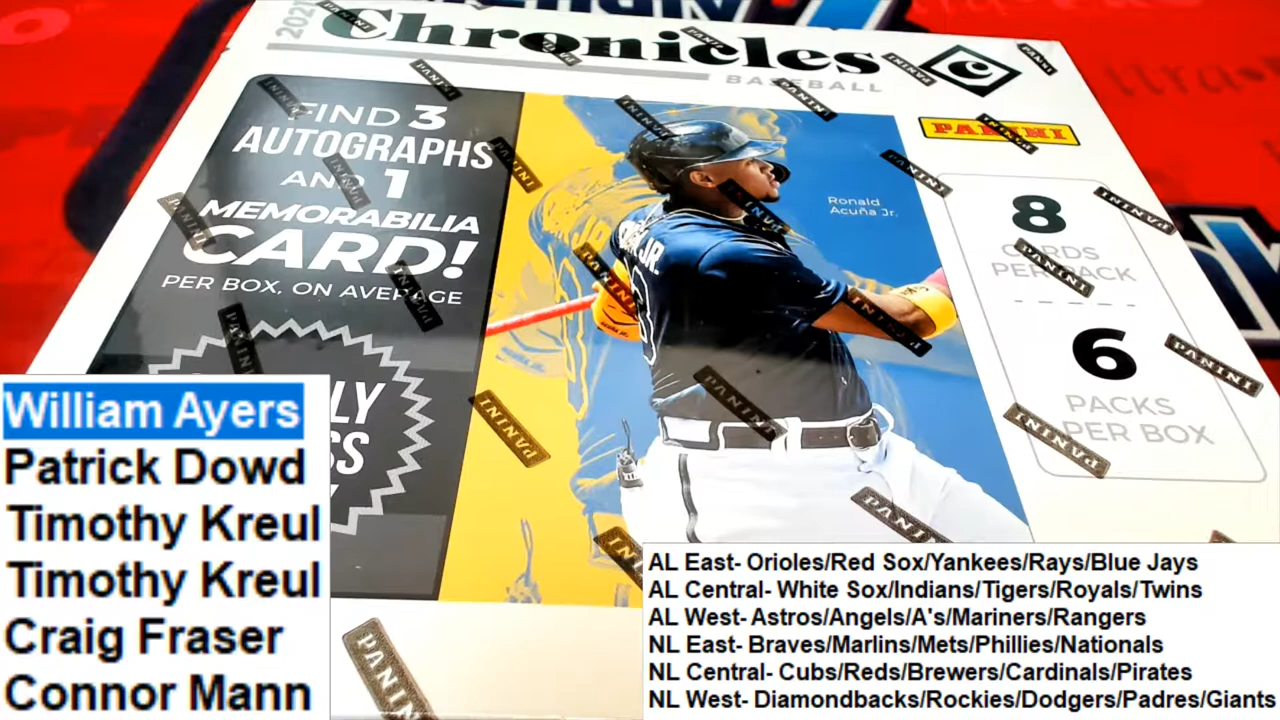 2021
Chronicles
BASEBALL
C
FIND 3
AUTOGRAPHS
AND 1
MEMORABILIA
CARD!
PER BOX, ON AVERAGE
Ronald
Acuña Jr.
PANINI
8
CARDS
PER PACK
6
PACKS
PER BOX
William Ayers
Patrick Dowd
Timothy Kreul
Timothy Kreul
Craig Fraser
Connor Mann
AL East- Orioles/Red Sox/Yankees/Rays/Blue Jays
AL Central- White Sox/Indians/Tigers/Royals/Twins
AL West- Astros/Angels/A's/Mariners/Rangers
NL East- Braves/Marlins/Mets/Phillies/Nationals
NL Central- Cubs/Reds/Brewers/Cardinals/Pirates
NL West- Diamondbacks/Rockies/Dodgers/Padres/Giants